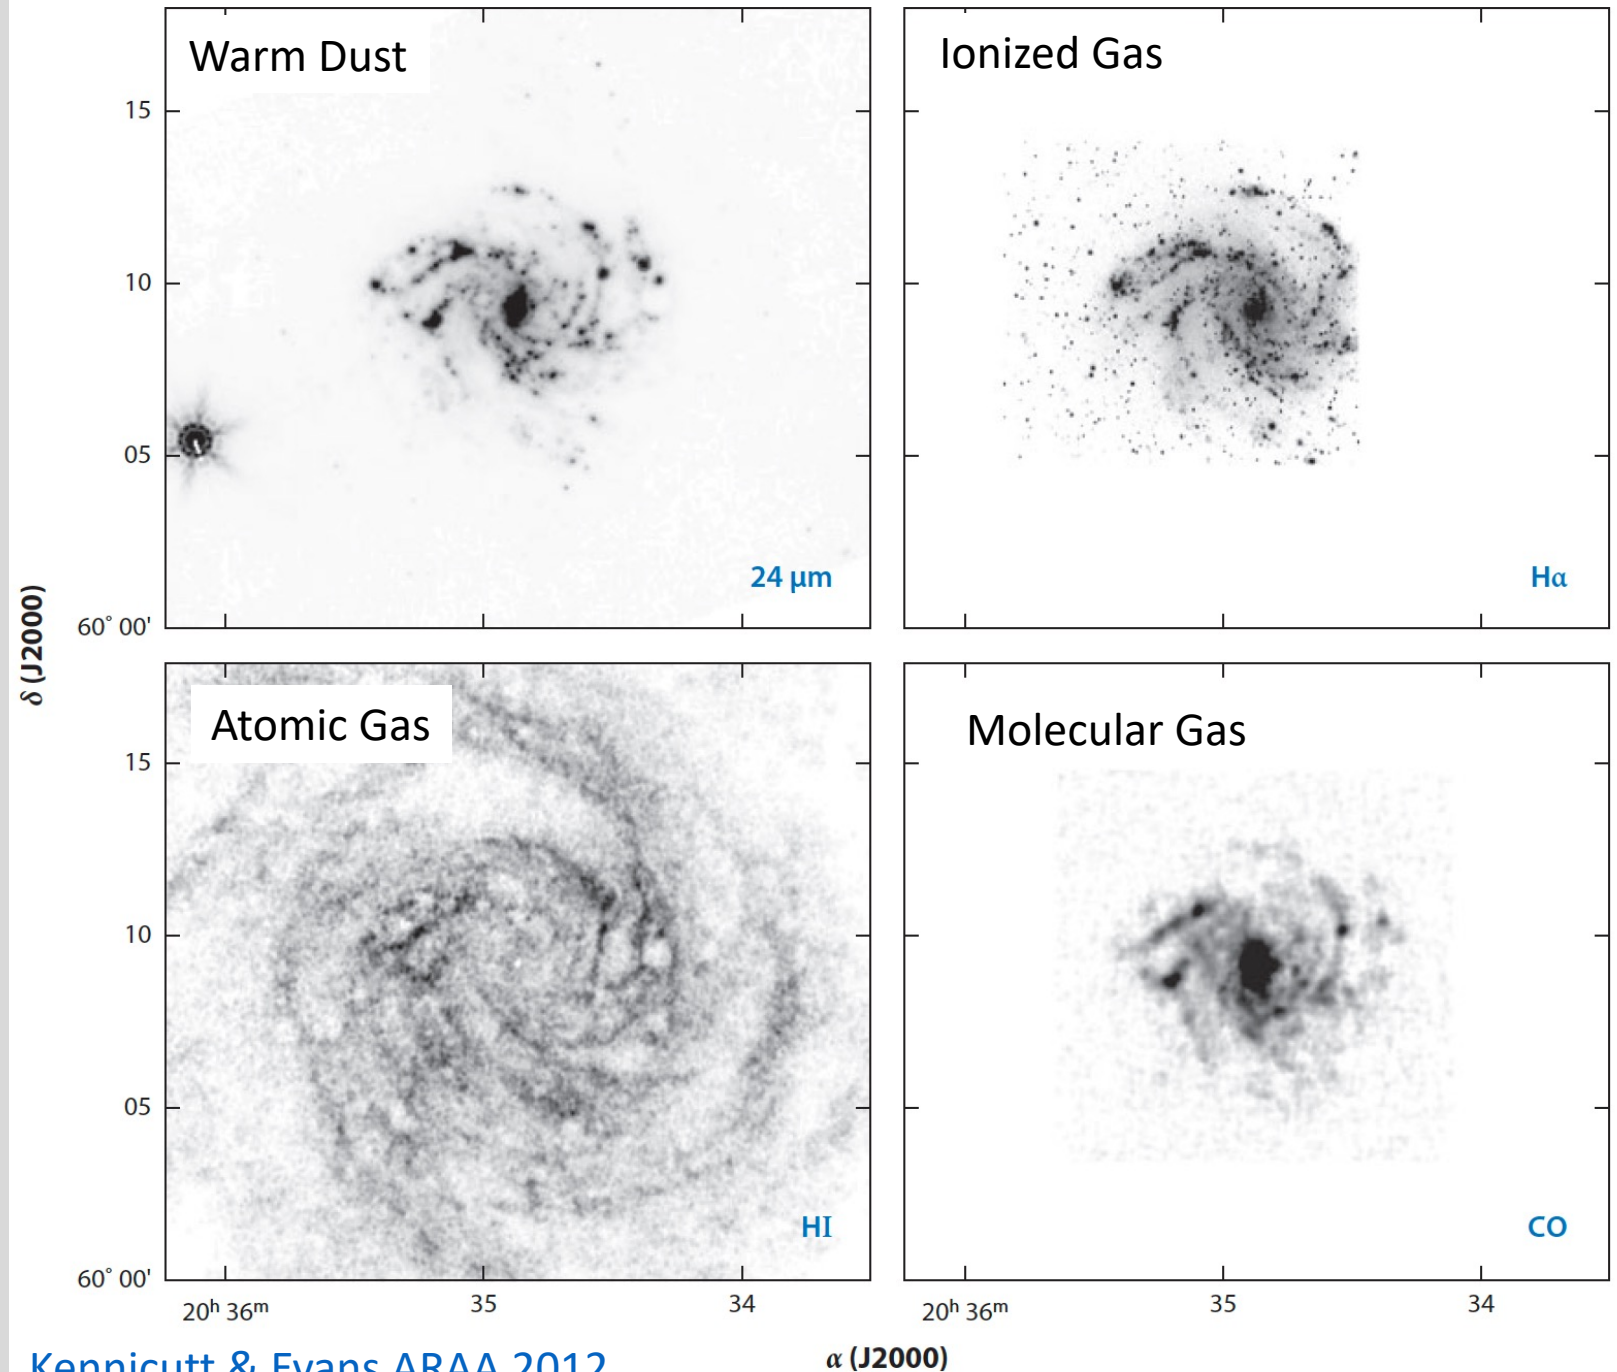 Warm Dust
Ionized Gas
15
10
05
24 μm
Hα
60° 00'
δ (J2000)
Atomic Gas
Molecular Gas
15
10
05
HI
CO
60° 00'
20ʰ 36ᵐ
35
34
20ʰ 36ᵐ
35
34
α (J2000)
Kennicutt & Evans ARAA 2012